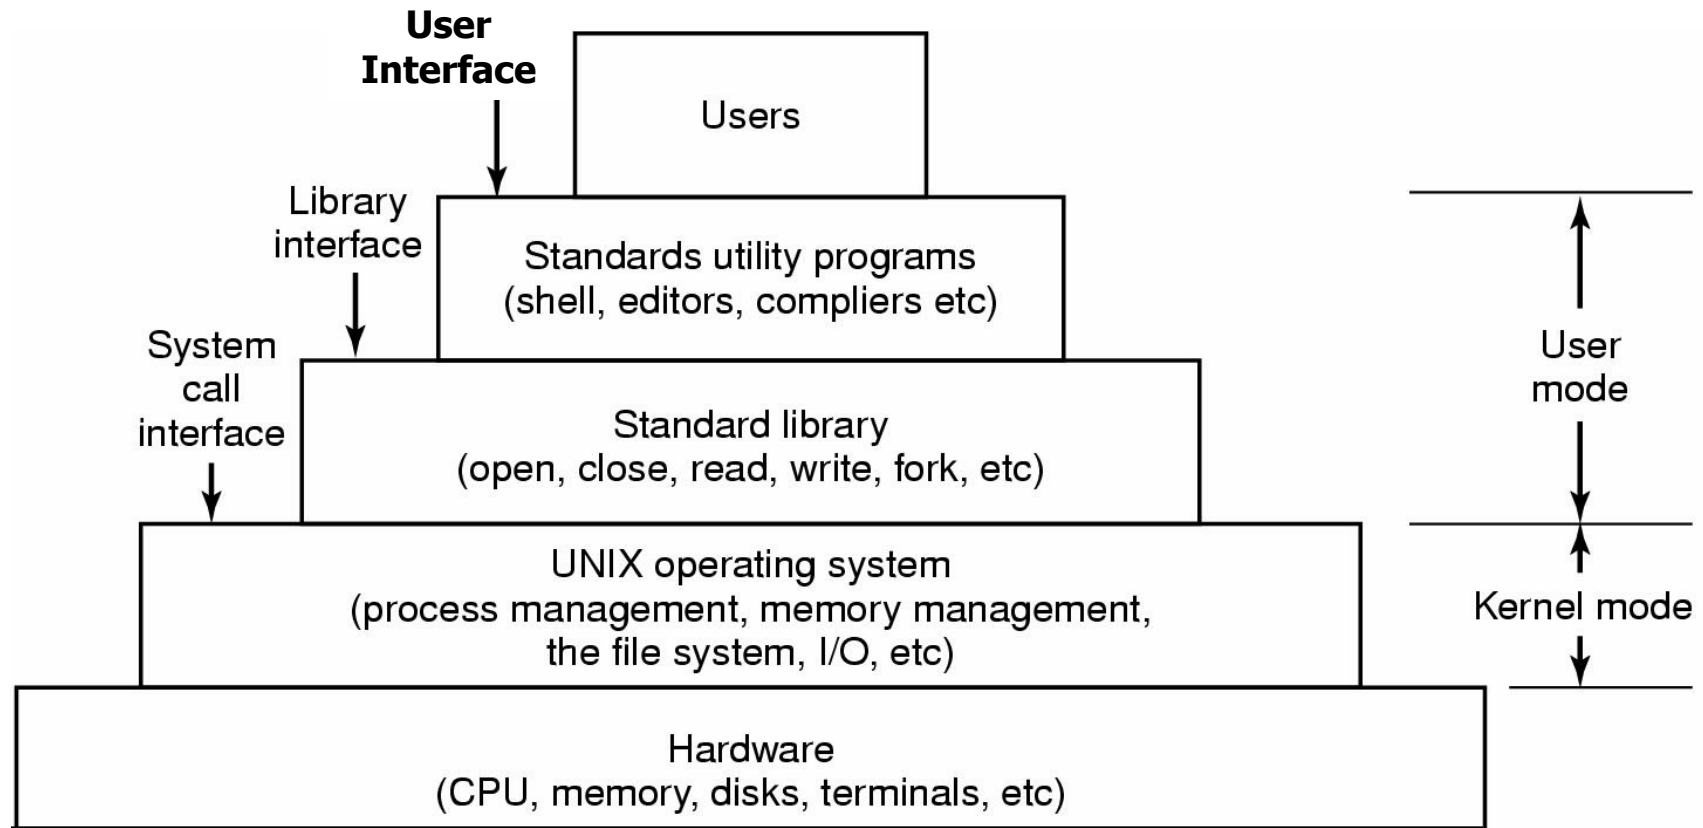 User
Interface
Users
Library
interface
Standards utility programs
(shell, editors, compliers etc)
System
call
interface
User
mode
Standard library
(open, close, read, write, fork, etc)
UNIX operating system
(process management, memory management,
the file system, I/O, etc)
Kernel mode
Hardware
(CPU, memory, disks, terminals, etc)